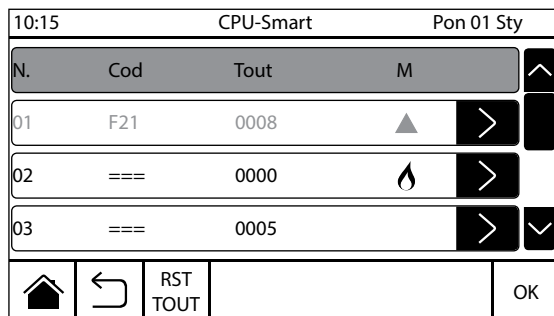 10:15 CPU-Smart Pon 01 Sty
N. Cod Tout M
01 F21 0008
02 === 0000
03 === 0005
RST
TOUT
OK